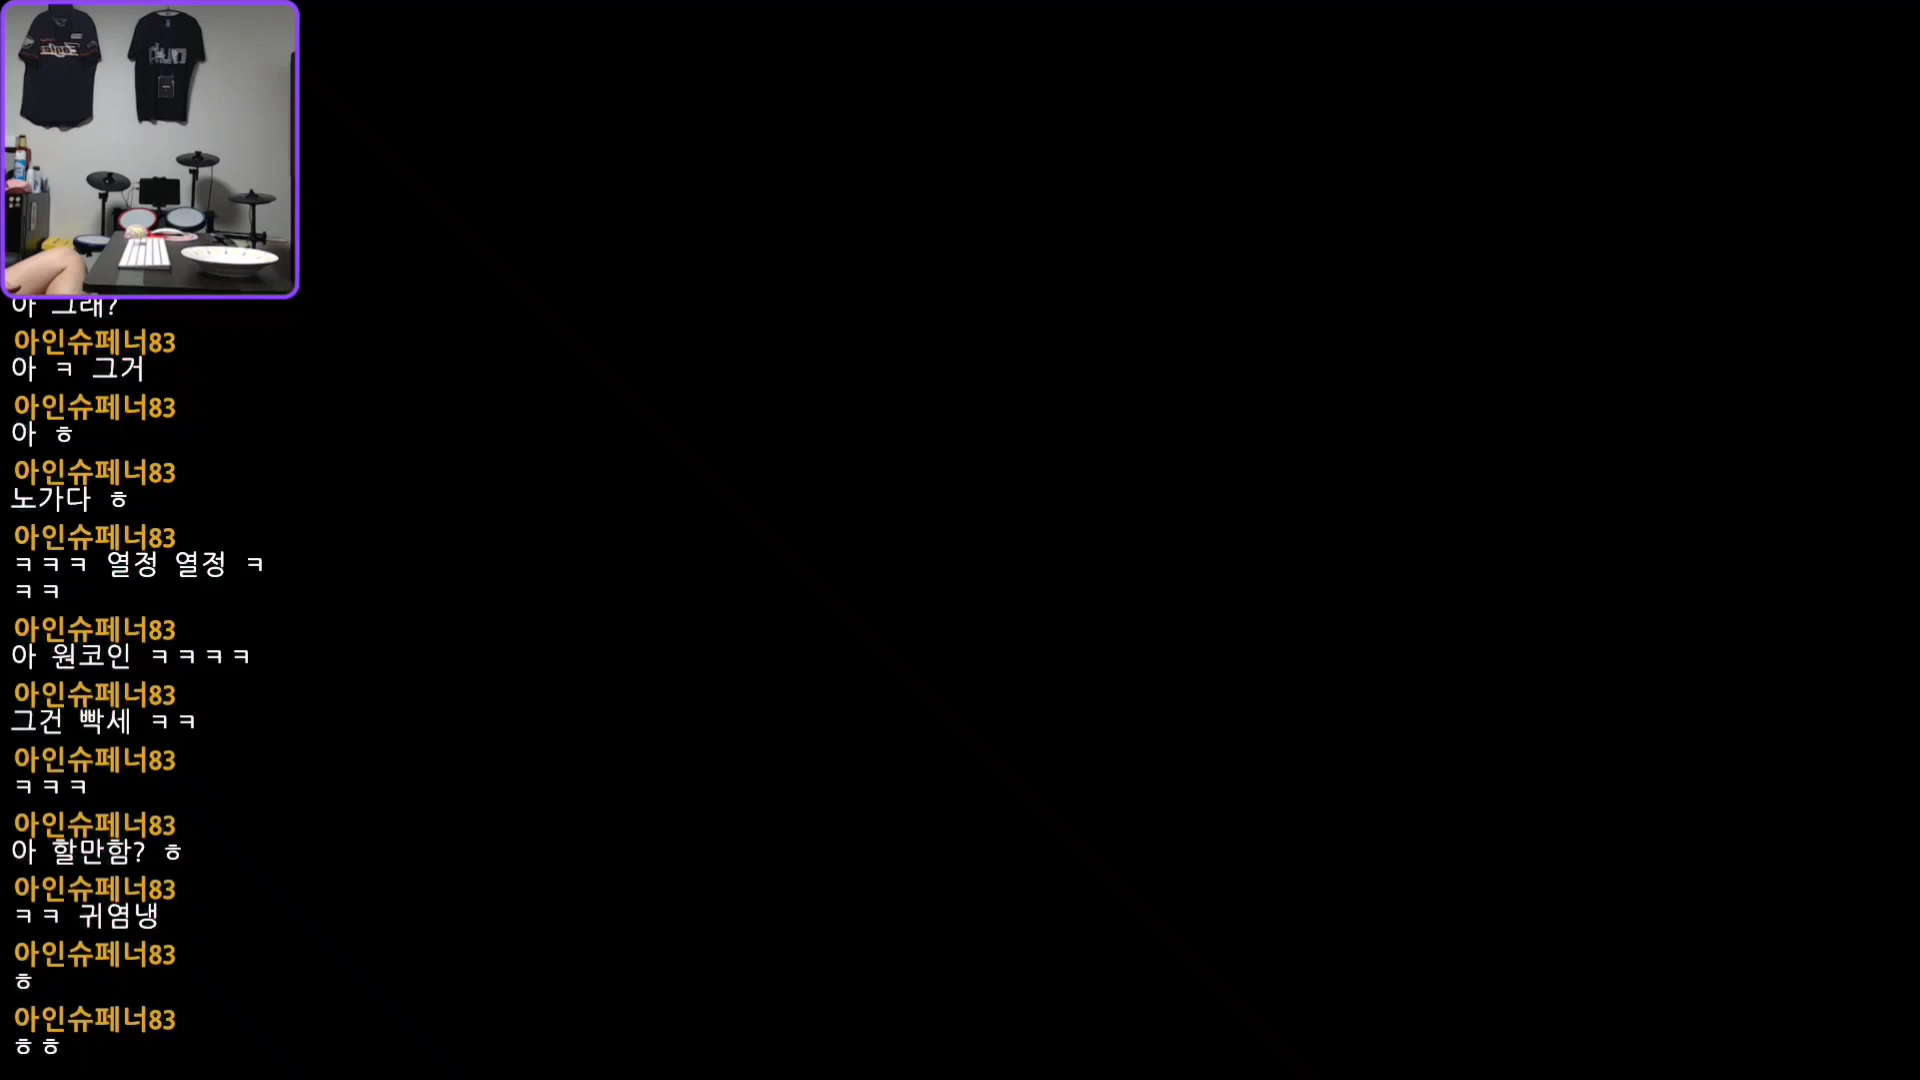 Eagles
아 그래?
아인슈페너83
아 ㅋ 그거
아인슈페너83
아 ㅎ
아인슈페너83
노가다 ㅎ
아인슈페너83
ㅋㅋㅋ 열정 열정 ㅋ
ㅋㅋ
아인슈페너83
아 원코인 ㅋㅋㅋㅋ
아인슈페너83
그건 빡세 ㅋㅋ
아인슈페너83
ㅋㅋㅋ
아인슈페너83
아 할만함? ㅎ
아인슈페너83
ㅋㅋ 귀염냉
아인슈페너83
ㅎ
아인슈페너83
ㅎㅎ